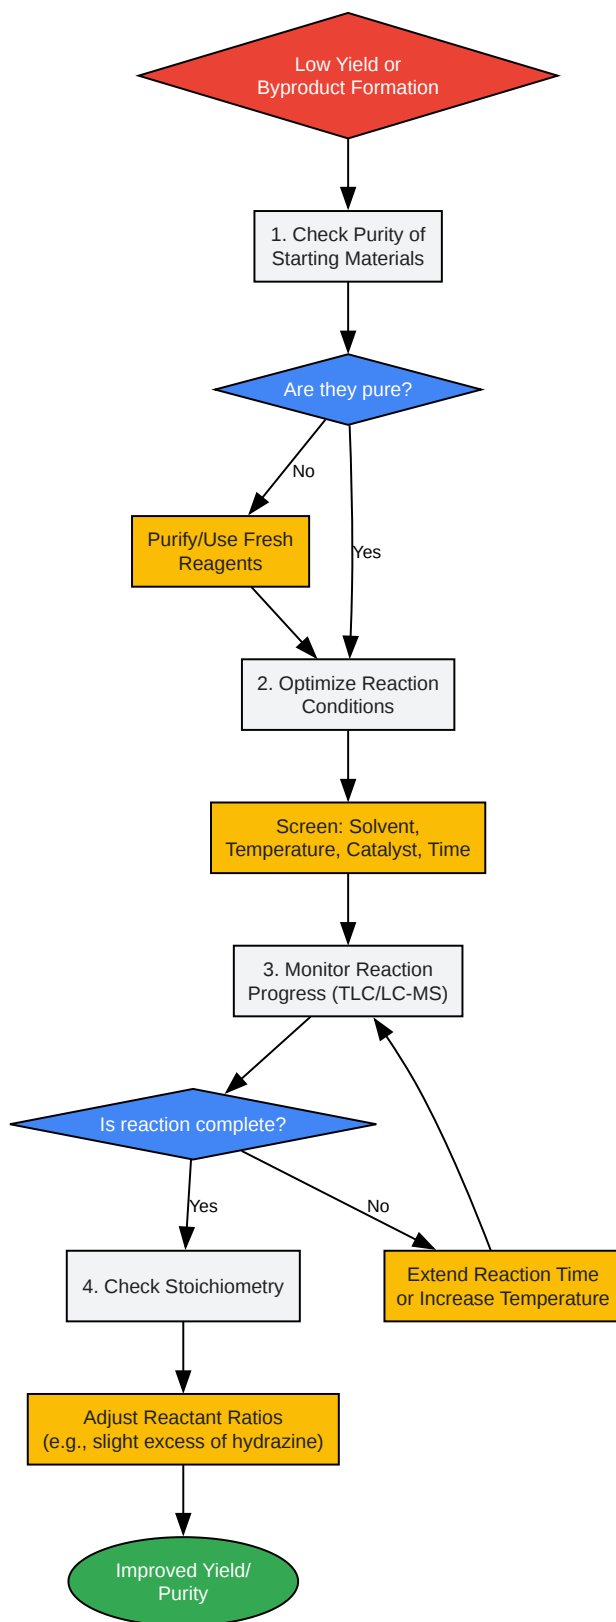 Low Yield or
Byproduct Formation
1. Check Purity of
Starting Materials
Are they pure?
No
Purify/Use Fresh
Reagents
Yes
2. Optimize Reaction
Conditions
Screen: Solvent,
Temperature, Catalyst, Time
3. Monitor Reaction
Progress (TLC/LC-MS)
Is reaction complete?
Yes
No
4. Check Stoichiometry
Extend Reaction Time
or Increase Temperature
Adjust Reactant Ratios
(e.g., slight excess of hydrazine)
Improved Yield/
Purity